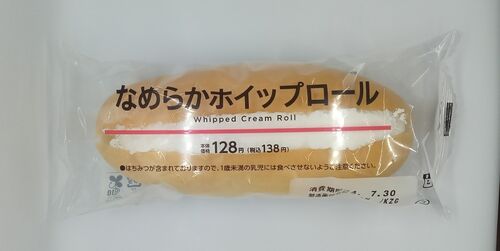 なめらかホイップロール
Whipped Cream Roll
本体価格 128円(税込138円)
●はちみつが含まれておりますので、1歳未満の乳児には食べさせないようご注意ください。
消費期限 7.30
/KZG